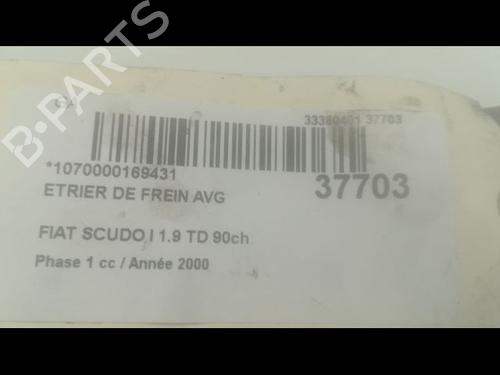 B-PARTS
33380401 37703
*1070000169431
37703
ETRIER DE FREIN AVG
FIAT SCUDO I 1.9 TD 90ch
Phase 1 cc / Année 2000